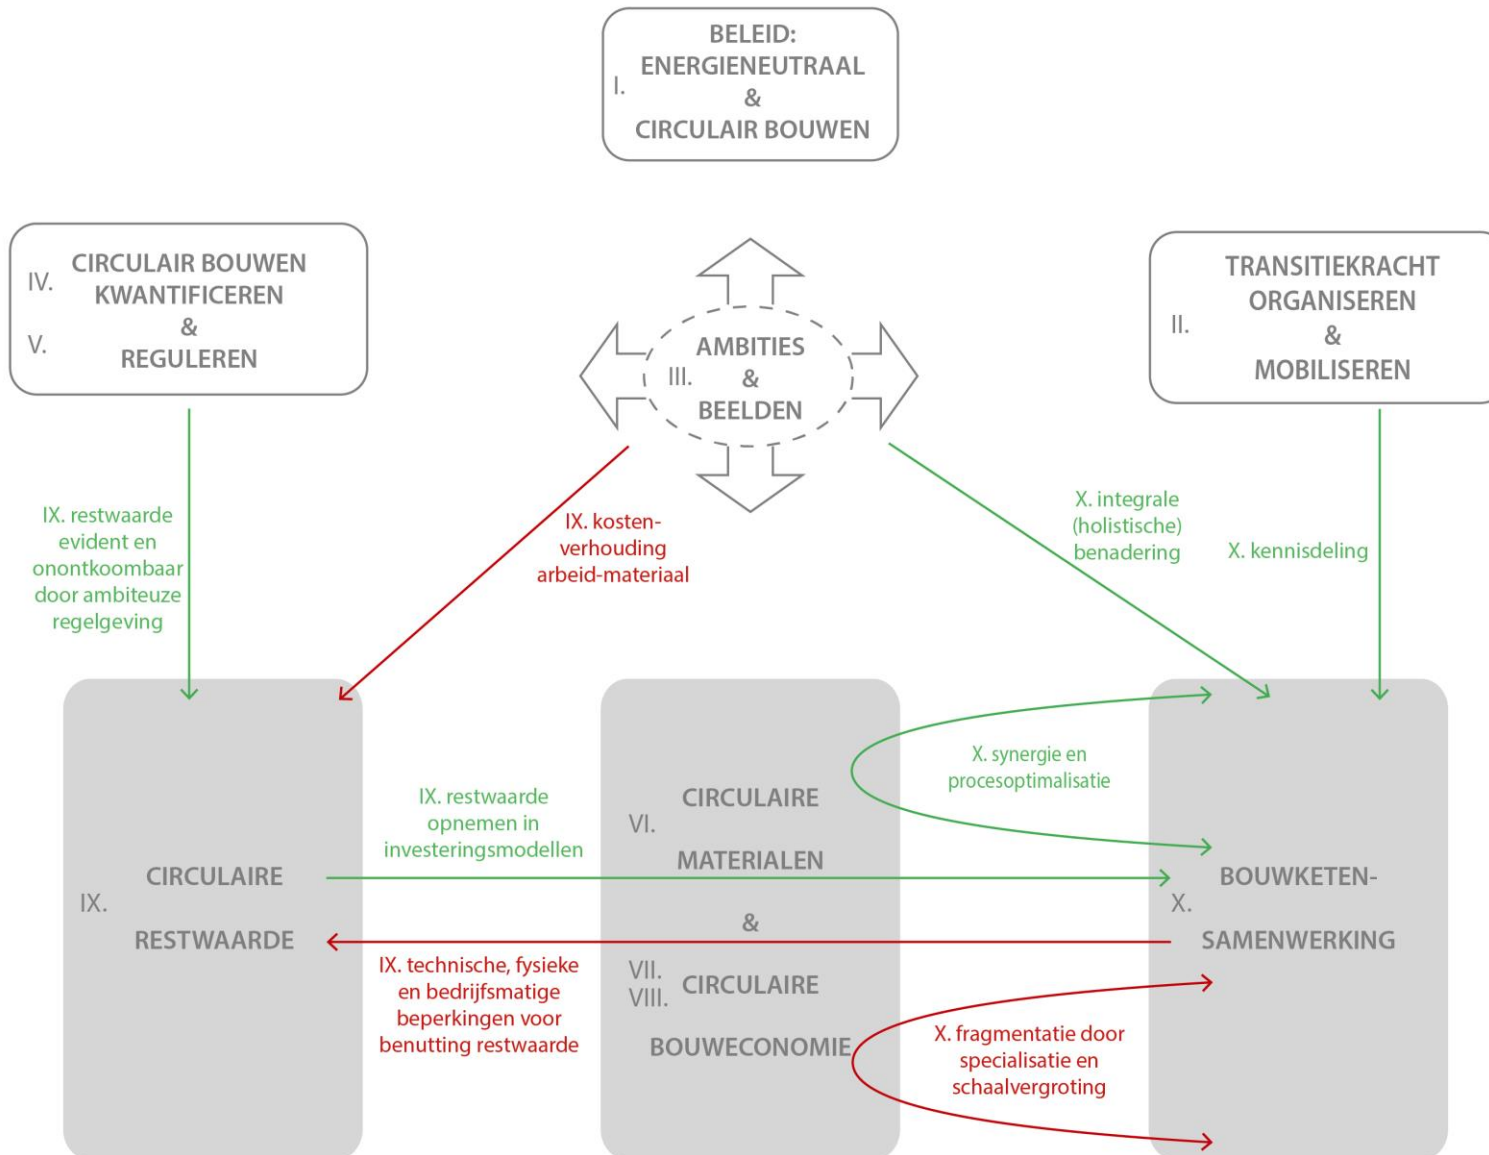 BELEID:
ENERGIENEUTRAAL
I.
&
CIRCULAIR BOUWEN
IV.
CIRCULAIR BOUWEN
KWANTIFICEREN
&
V.
REGULEREN
III.
AMBITIES
&
BEELDEN
TRANSITIEKRACHT
ORGANISEREN
II.
&
MOBILISEREN
IX. restwaarde
evident en
onontkoombaar
door ambiteuze
regelgeving
IX. kosten-
verhouding
arbeid-materiaal
X. integrale
(holistische)
benadering
X. kennisdeling
IX. restwaarde
opnemen in
investeringsmodellen
X. synergie en
procesoptimalisatie
IX.
CIRCULAIRE
RESTWAARDE
CIRCULAIRE
VI.
MATERIALEN
&
VII.
VIII.
CIRCULAIRE
BOUWECONOMIE
BOUWKETEN-
X.
SAMENWERKING
IX. technische, fysieke
en bedrijfsmatige
beperkingen voor
benutting restwaarde
X. fragmentatie door
specialisatie en
schaalvergroting